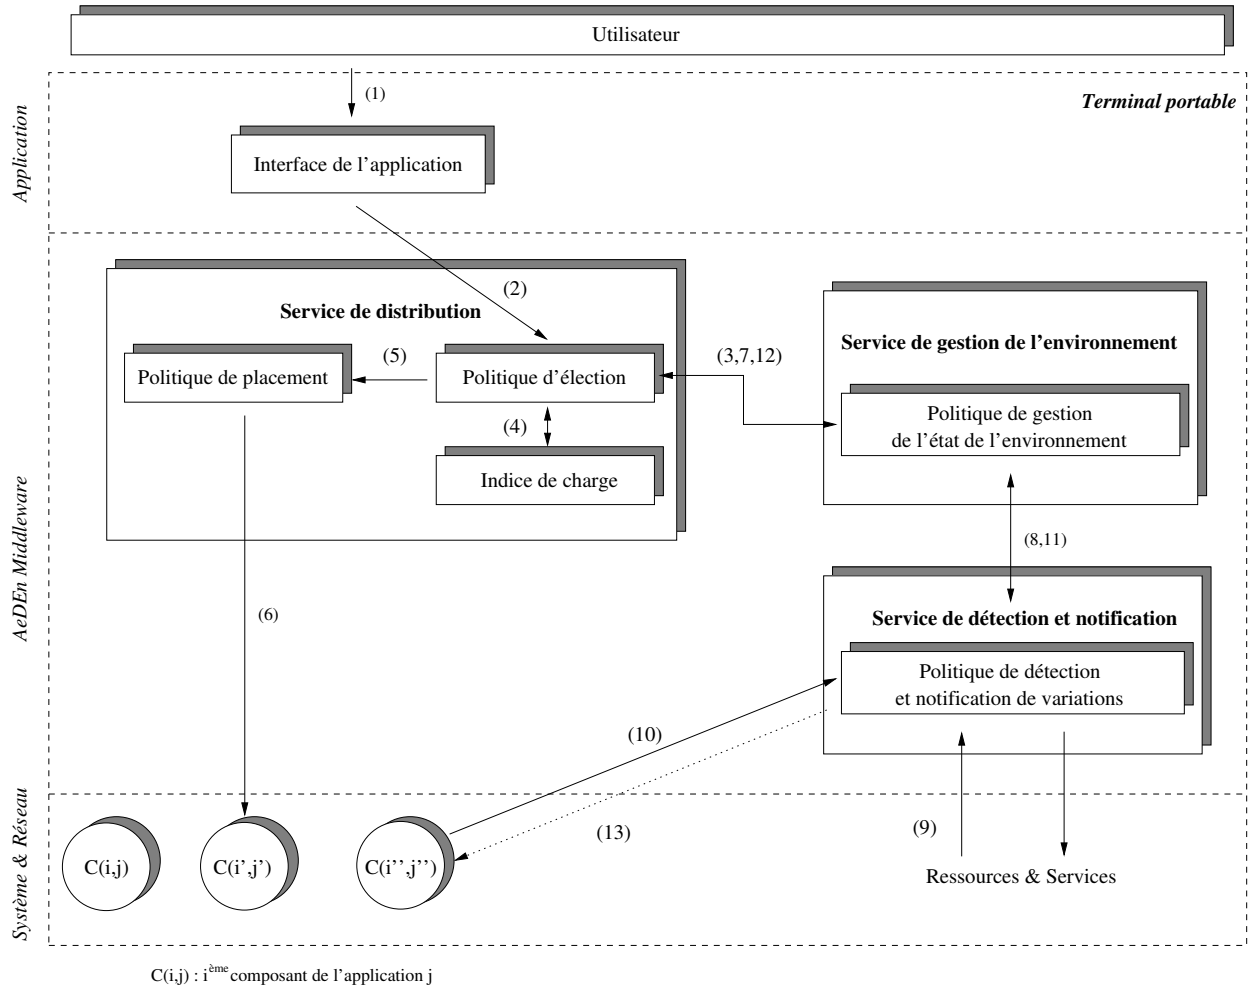 Utilisateur
(1)
Terminal portable
Application
Interface de l'application
(2)
Service de distribution
Service de gestion de l'environnement
(5)
(3,7,12)
Politique de placement
Politique d'élection
Politique de gestion
de l'état de l'environnement
(4)
Indice de charge
AeDEn Middleware
(8,11)
(6)
Service de détection et notification
Politique de détection
et notification de variations
(10)
(13)
(9)
Système & Réseau
C(i,j)
C(i',j')
C(i'',j'')
Ressources & Services
C(i,j) : i ème composant de l'application j